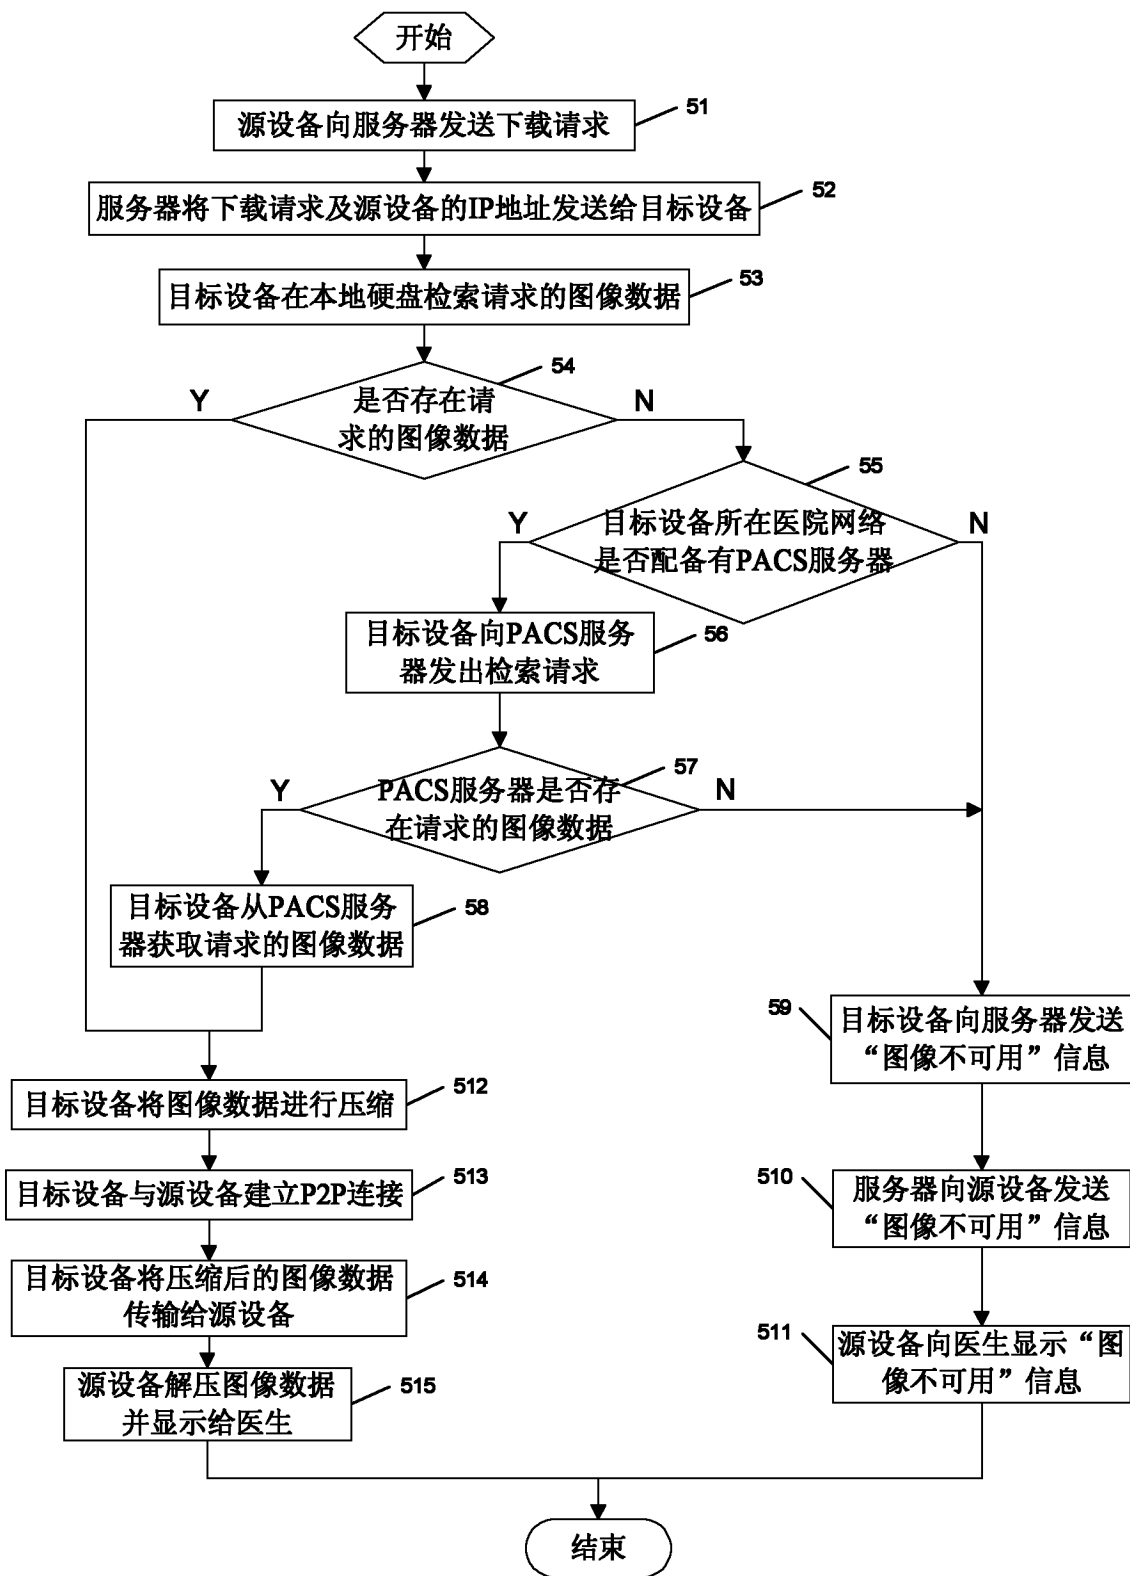 开始
源设备向服务器发送下载请求
51
服务器将下载请求及源设备的IP地址发送给目标设备
52
目标设备在本地硬盘检索请求的图像数据
53
是否存在请
求的图像数据
54
Y
N
目标设备所在医院网络
是否配备有PACS服务器
55
Y
N
目标设备向PACS服务
器发出检索请求
56
PACS服务器是否存
在请求的图像数据
57
Y
N
目标设备从PACS服务
器获取请求的图像数据
58
目标设备向服务器发送
“图像不可用”信息
59
目标设备将图像数据进行压缩
512
目标设备与源设备建立P2P连接
513
服务器向源设备发送
“图像不可用”信息
510
目标设备将压缩后的图像数据
传输给源设备
514
源设备向医生显示“图
像不可用”信息
511
源设备解压图像数据
并显示给医生
515
结束